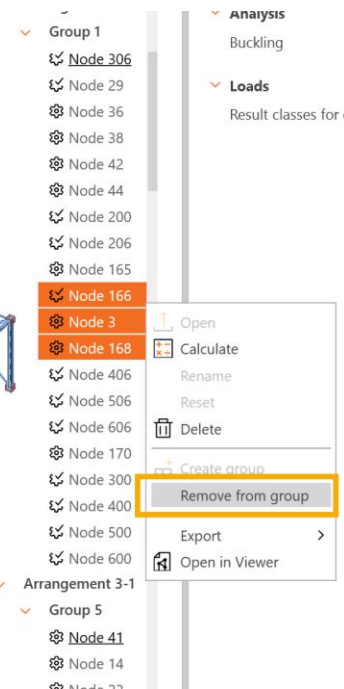 Group 1
Node 306
Node 29
Node 36
Node 38
Node 42
Node 44
Node 200
Node 206
Node 165
Node 166
Node 3
Node 168
Node 406
Node 506
Node 606
Node 170
Node 300
Node 400
Node 500
Node 600
Arrangement 3-1
Group 5
Node 41
Node 14
Analysis
Buckling
Loads
Result classes for
Open
Calculate
Rename
Reset
Delete
Create group
Remove from group
Export
Open in Viewer